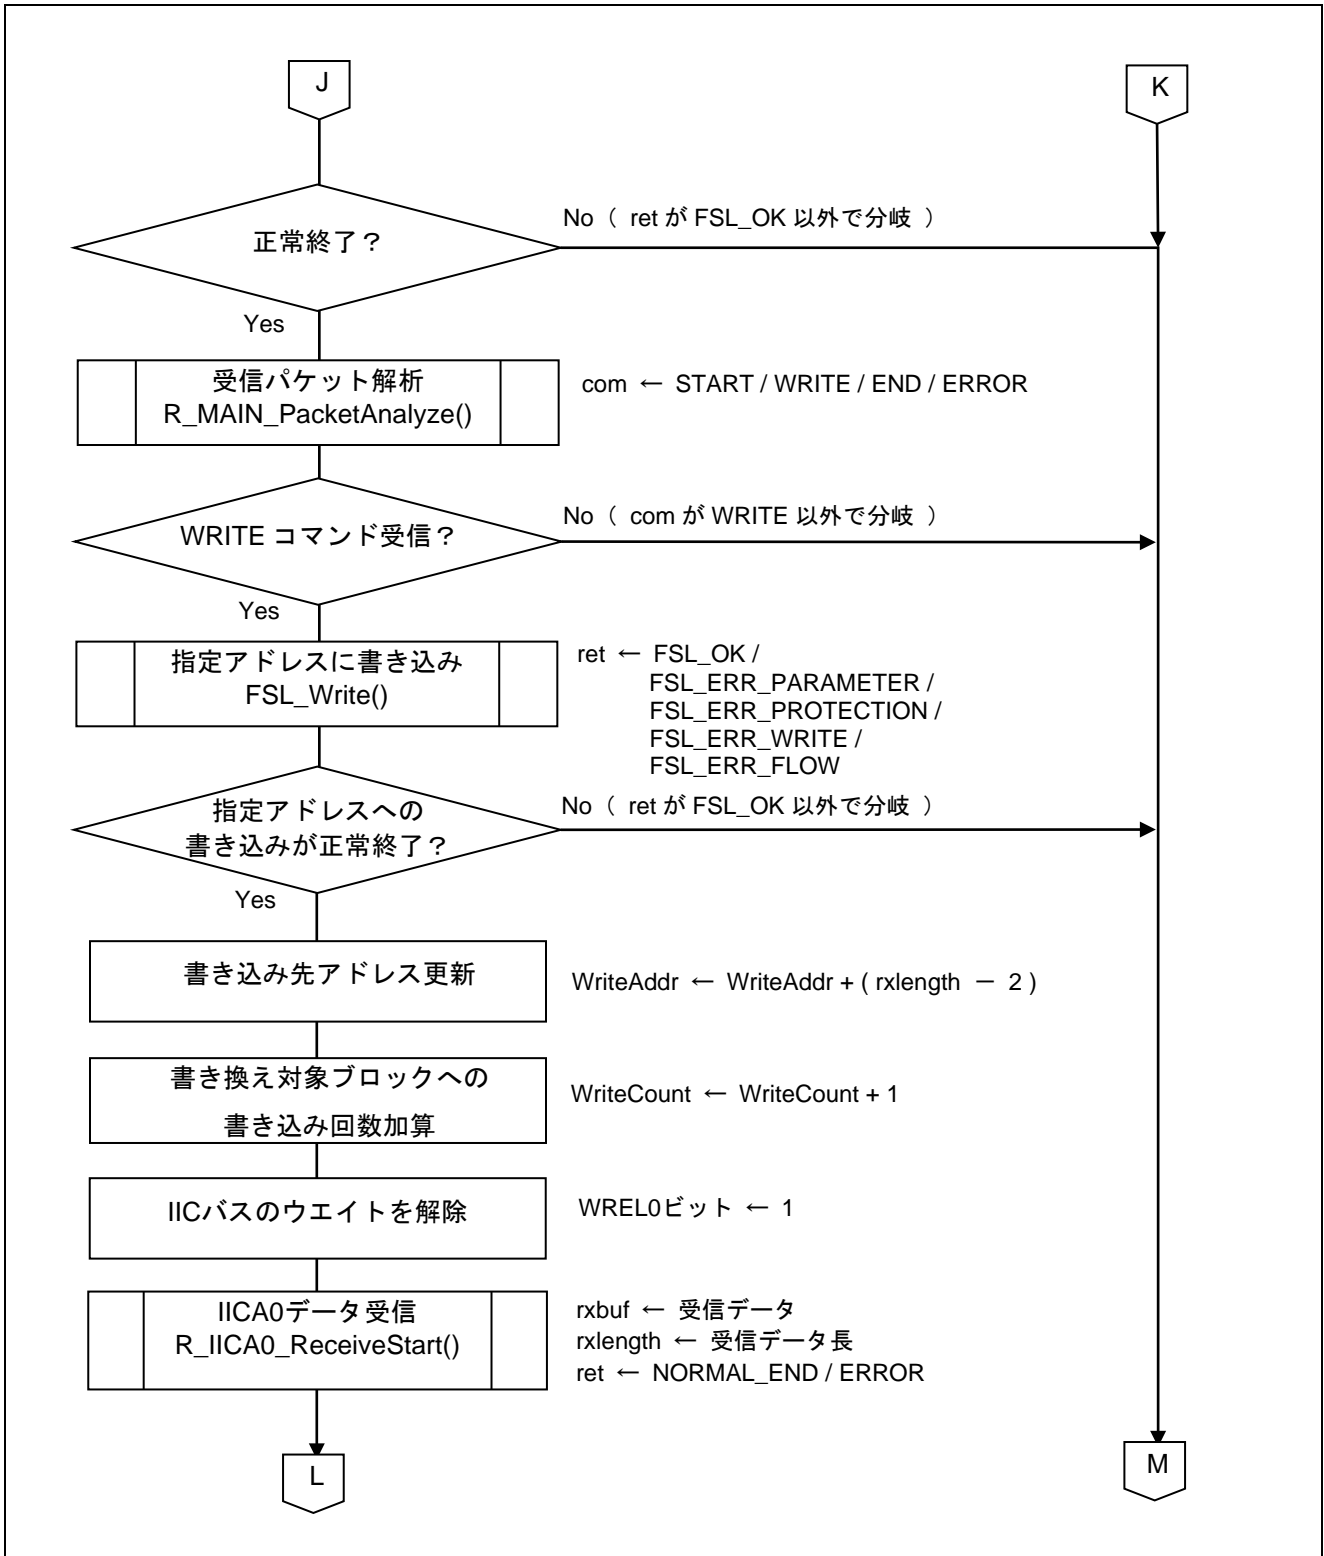 J
K
正常終了？
No（ ret が FSL_OK 以外で分岐 ）
Yes
受信パケット解析
R_MAIN_PacketAnalyze()
com ← START / WRITE / END / ERROR
WRITE コマンド受信？
No（ com が WRITE 以外で分岐 ）
Yes
指定アドレスに書き込み
FSL_Write()
ret ← FSL_OK /
FSL_ERR_PARAMETER /
FSL_ERR_PROTECTION /
FSL_ERR_WRITE /
FSL_ERR_FLOW
指定アドレスへの
書き込みが正常終了？
No（ ret が FSL_OK 以外で分岐 ）
Yes
書き込み先アドレス更新
WriteAddr ← WriteAddr + ( rxlength － 2 )
書き換え対象ブロックへの
書き込み回数加算
WriteCount ← WriteCount + 1
IICバスのウエイトを解除
WREL0ビット ← 1
IICA0データ受信
R_IICA0_ReceiveStart()
rxbuf ← 受信データ
rxlength ← 受信データ長
ret ← NORMAL_END / ERROR
L
M